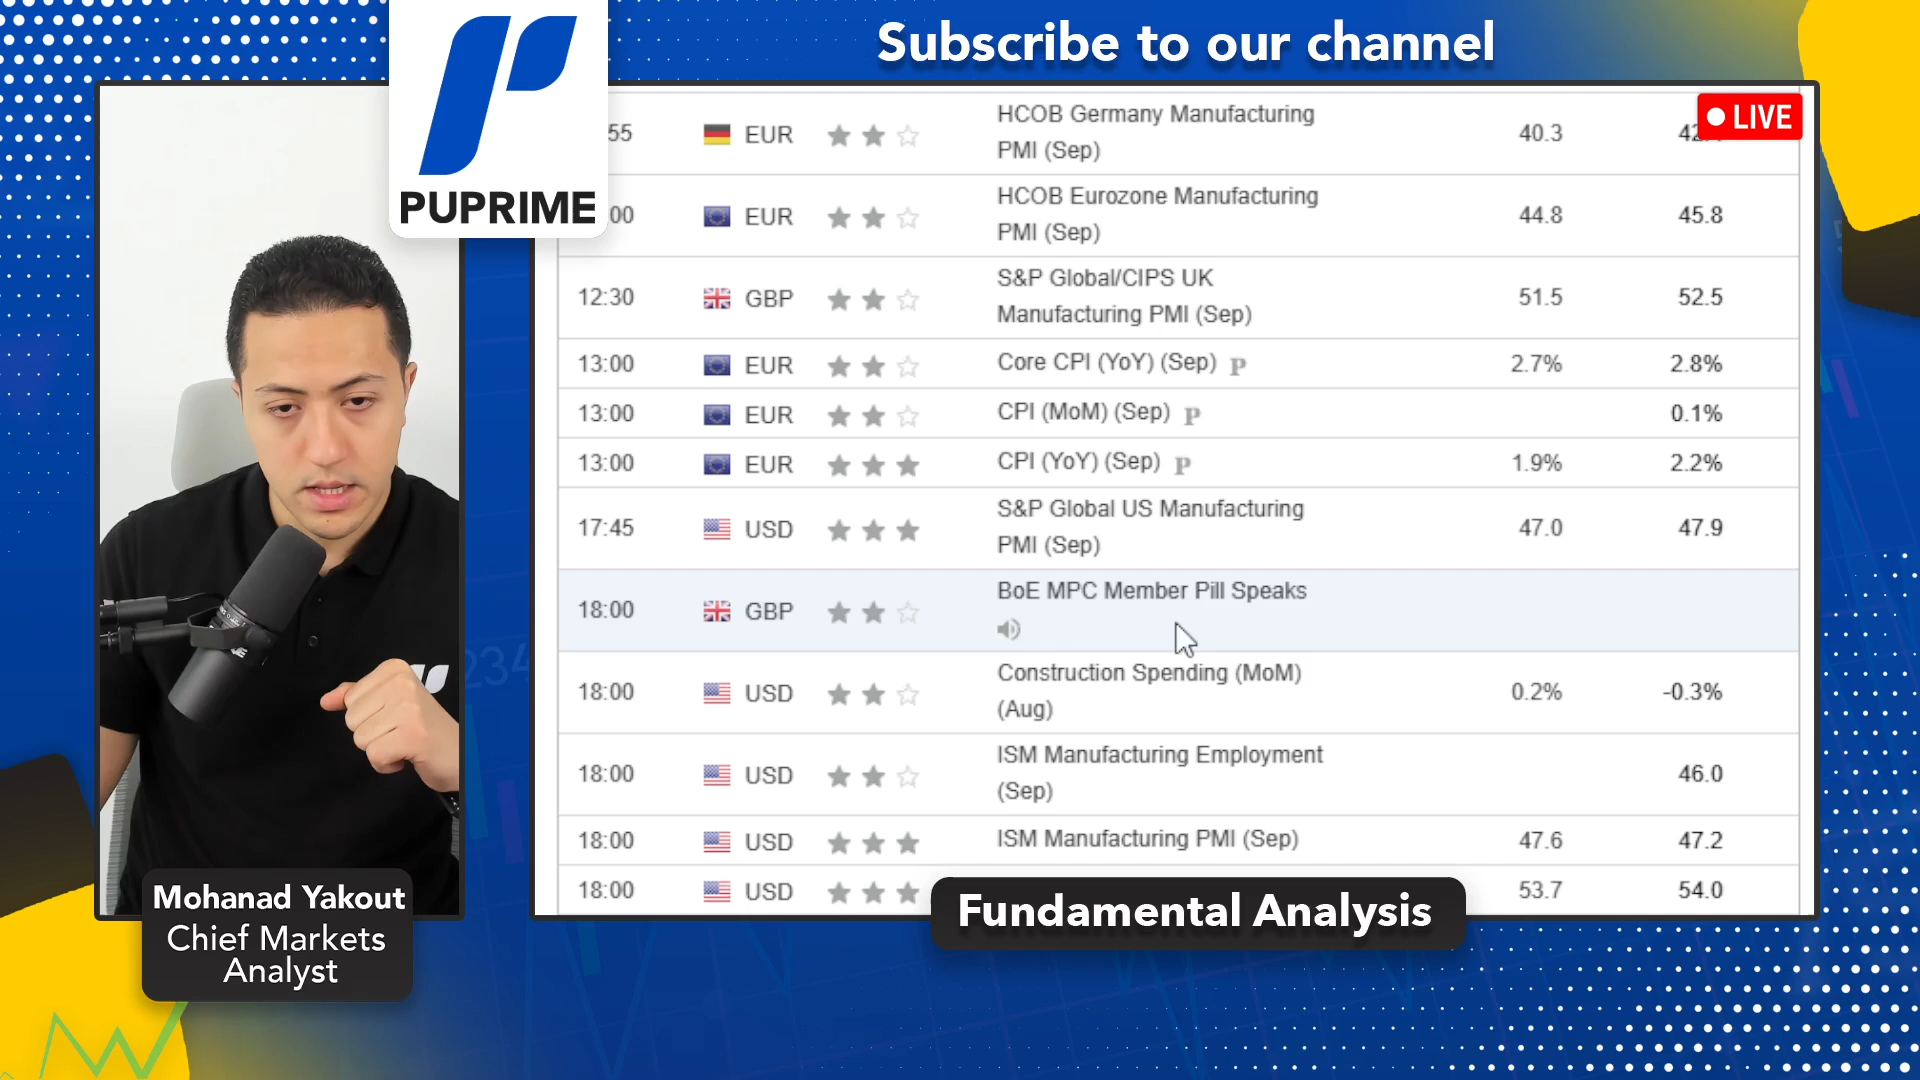 Subscribe to our channel
LIVE
PUPRIME
55 EUR HCOB Germany Manufacturing PMI (Sep) 40.3
00 EUR HCOB Eurozone Manufacturing PMI (Sep) 44.8 45.8
12:30 GBP S&P Global/CIPS UK Manufacturing PMI (Sep) 51.5 52.5
13:00 EUR Core CPI (YoY) (Sep) P 2.7% 2.8%
13:00 EUR CPI (MoM) (Sep) P 0.1%
13:00 EUR CPI (YoY) (Sep) P 1.9% 2.2%
17:45 USD S&P Global US Manufacturing PMI (Sep) 47.0 47.9
18:00 GBP BoE MPC Member Pill Speaks
18:00 USD Construction Spending (MoM) (Aug) 0.2% -0.3%
18:00 USD ISM Manufacturing Employment (Sep) 46.0
18:00 USD ISM Manufacturing PMI (Sep) 47.6 47.2
18:00 USD 53.7 54.0
Fundamental Analysis
Mohanad Yakout
Chief Markets
Analyst